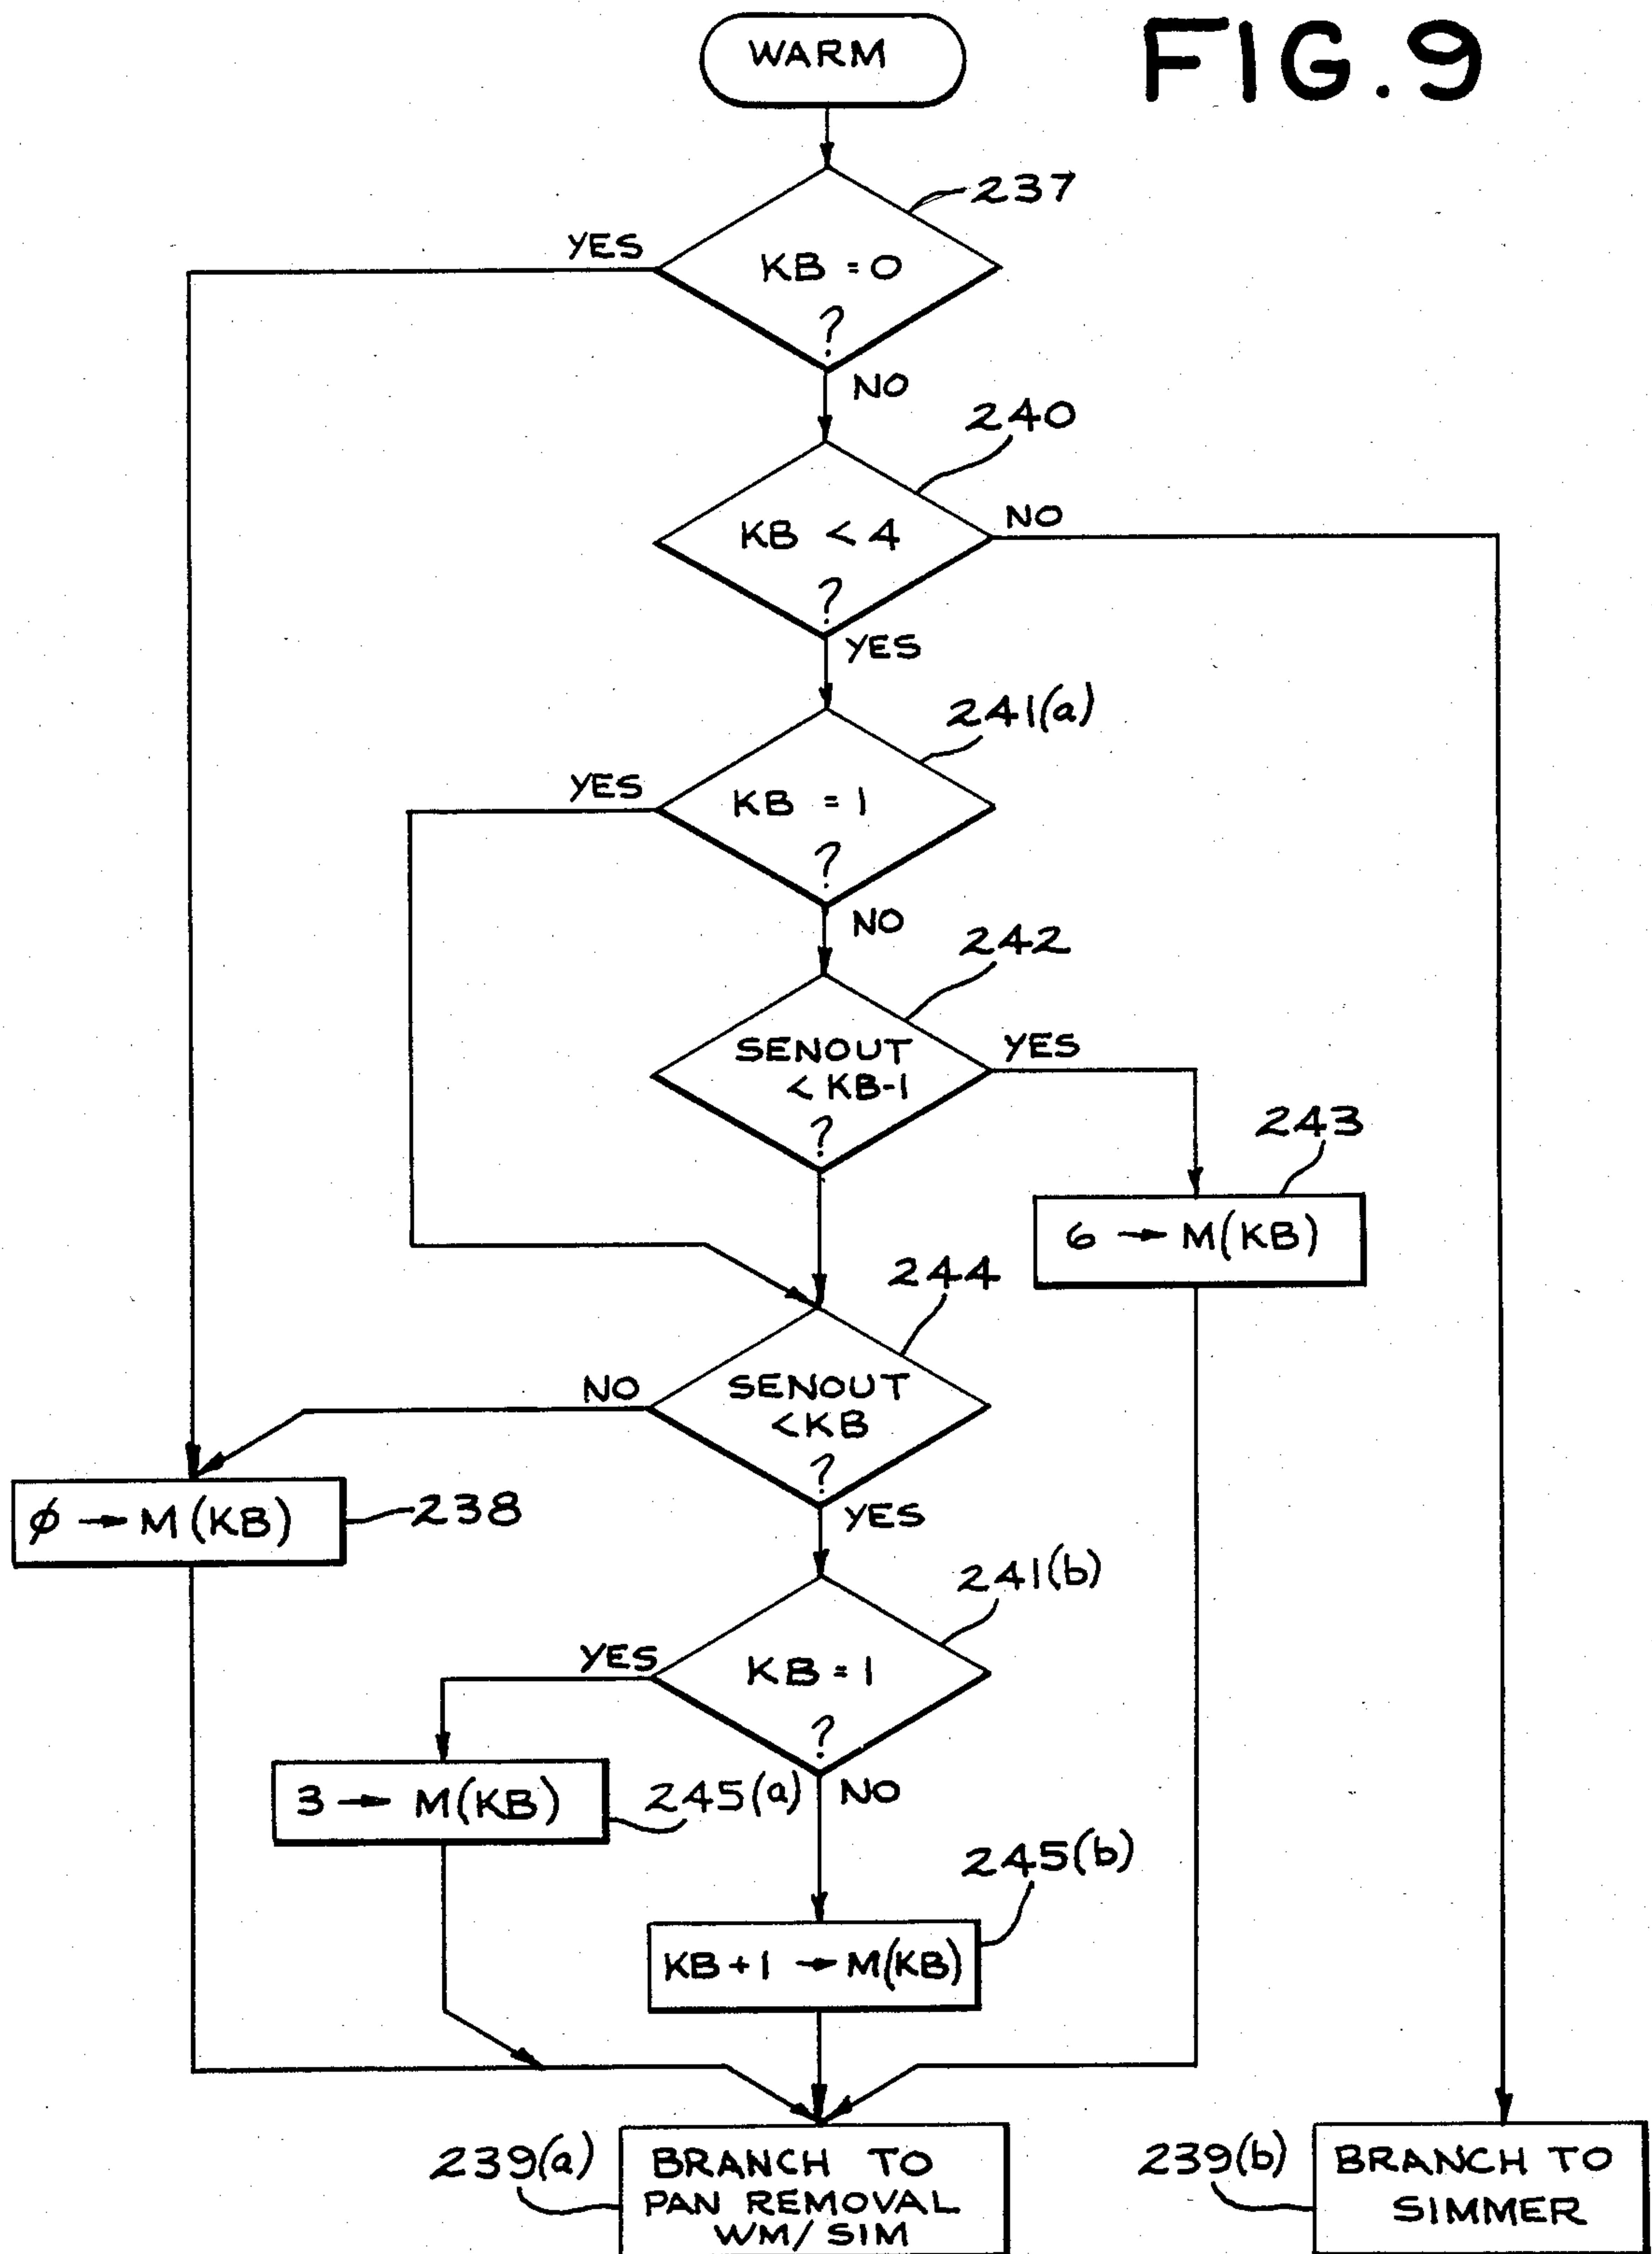 FIG. 9
WARM
237
YES
KB = 0
?
NO
240
KB < 4
?
NO
YES
241(a)
YES
KB = 1
?
NO
242
SENOUT
< KB-1
?
YES
243
6 → M(KB)
244
NO
SENOUT
<KB
?
YES
ϕ → M(KB)
238
241(b)
YES
KB = 1
?
NO
3 → M(KB)
245(a)
245(b)
KB+1 → M(KB)
239(a)
BRANCH TO
PAN REMOVAL
WM/ SIM
239(b)
BRANCH TO
SIMMER